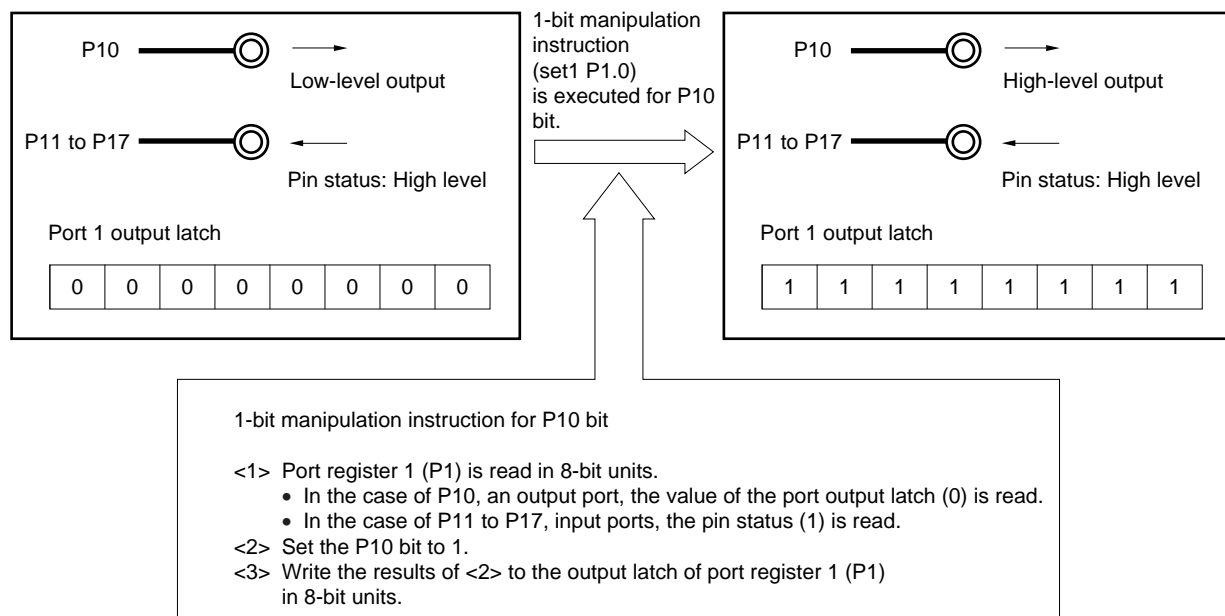 P10
Low-level output
P11 to P17
Pin status: High level
Port 1 output latch
0 0 0 0 0 0 0 0
1-bit manipulation
instruction
(set1 P1.0)
is executed for P10
bit.
P10
High-level output
P11 to P17
Pin status: High level
Port 1 output latch
1 1 1 1 1 1 1 1
1-bit manipulation instruction for P10 bit
<1> Port register 1 (P1) is read in 8-bit units.
• In the case of P10, an output port, the value of the port output latch (0) is read.
• In the case of P11 to P17, input ports, the pin status (1) is read.
<2> Set the P10 bit to 1.
<3> Write the results of <2> to the output latch of port register 1 (P1)
in 8-bit units.